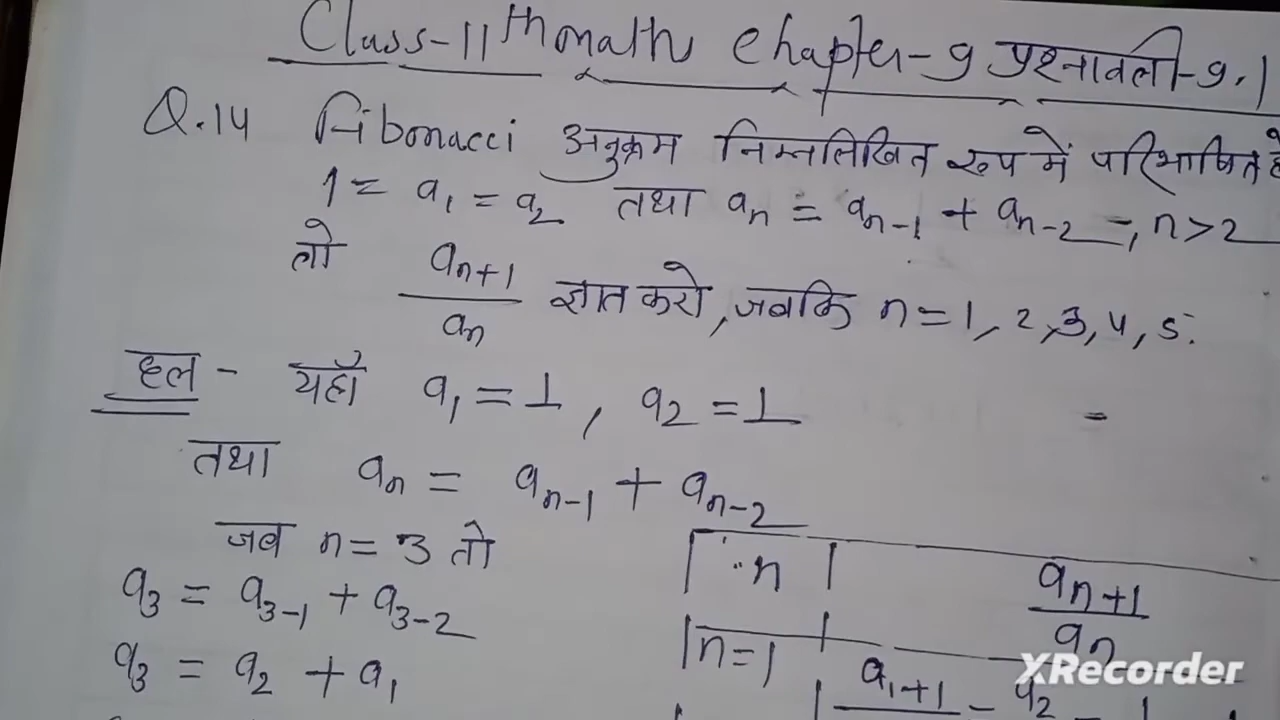 Class-11th math Chapter-9 प्रश्नावली-9.1
Q.14 Fibonacci अनुक्रम निम्नलिखित रूप में परिभाषित है
1 = a₁ = a₂ तथा aₙ = aₙ₋₁ + aₙ₋₂, n > 2
तो aₙ₊₁/aₙ ज्ञात करो, जबकि n = 1, 2, 3, 4, 5.
हल - यहाँ a₁ = 1, a₂ = 1
तथा aₙ = aₙ₋₁ + aₙ₋₂
जब n = 3 तो
a₃ = a₃₋₁ + a₃₋₂
a₃ = a₂ + a₁
n aₙ₊₁/aₙ
n=1 a₁₊₁ = a₂
XRecorder